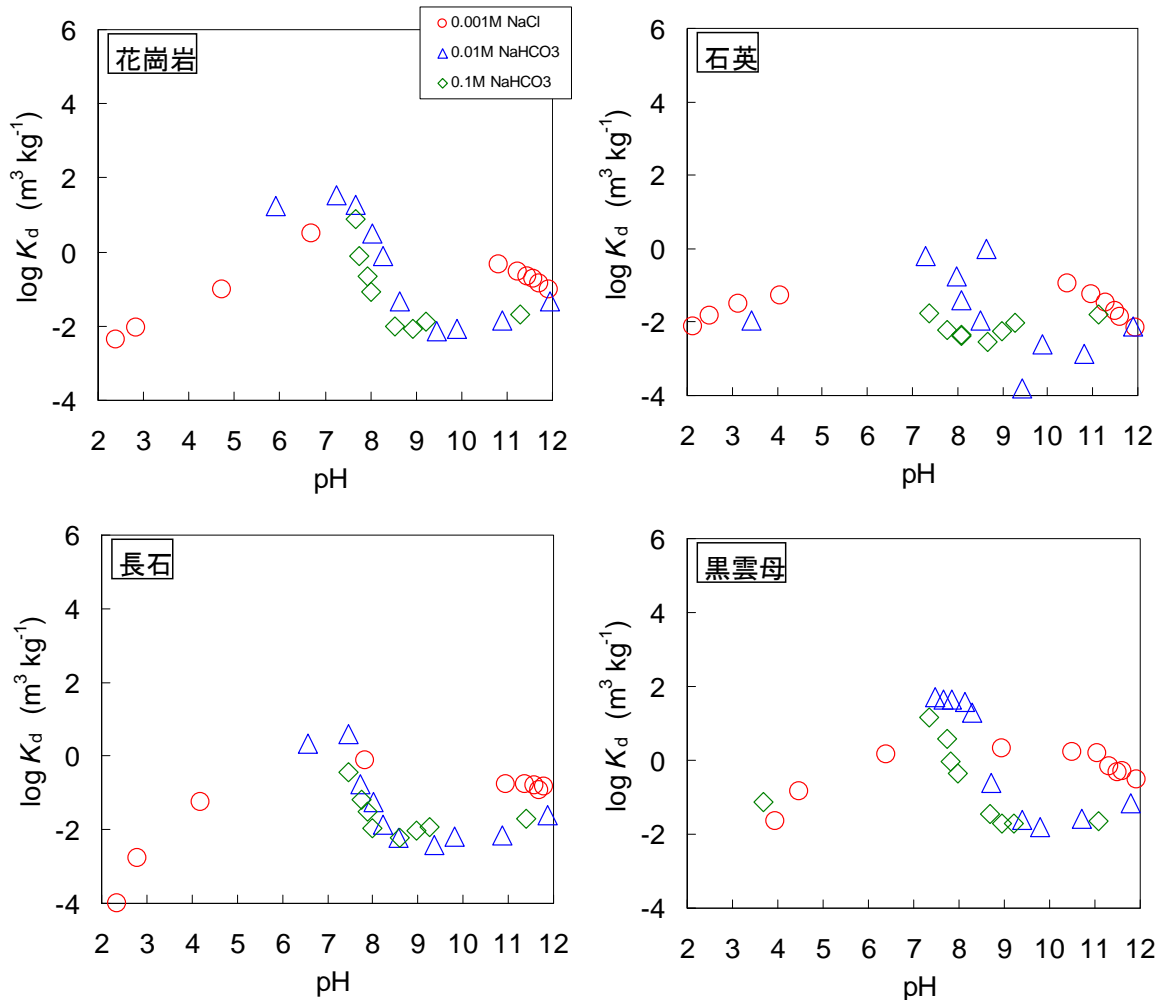 花崗岩
0.001M NaCl
0.01M NaHCO3
0.1M NaHCO3
log Kd (m³ kg⁻¹)
6
4
2
0
-2
-4
2 3 4 5 6 7 8 9 10 11 12
pH
石英
log Kd (m³ kg⁻¹)
6
4
2
0
-2
-4
2 3 4 5 6 7 8 9 10 11 12
pH
長石
log Kd (m³ kg⁻¹)
6
4
2
0
-2
-4
2 3 4 5 6 7 8 9 10 11 12
pH
黒雲母
log Kd (m³ kg⁻¹)
6
4
2
0
-2
-4
2 3 4 5 6 7 8 9 10 11 12
pH